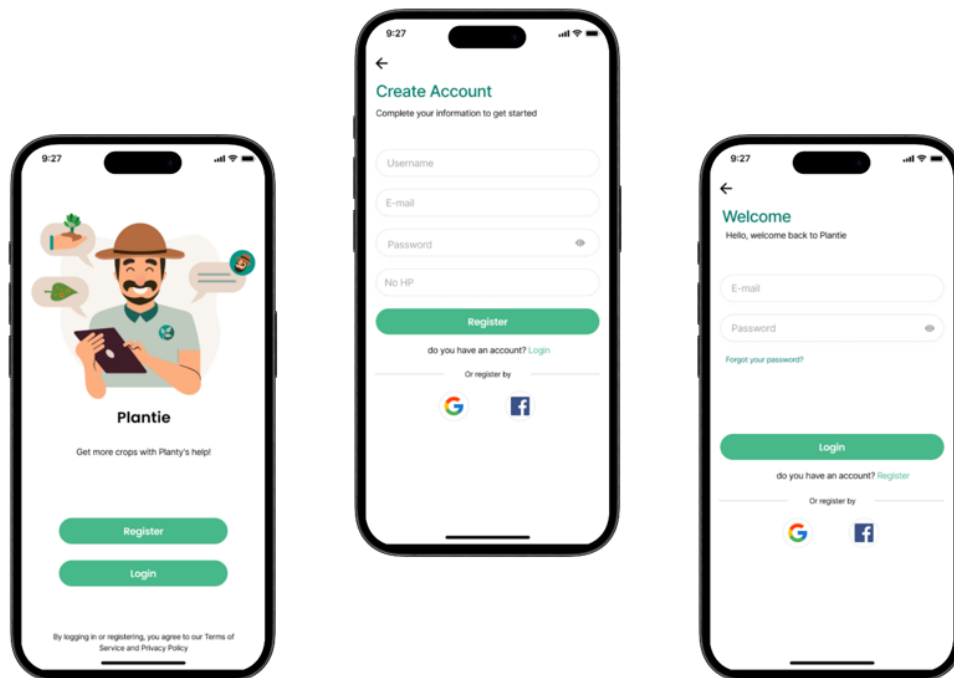 9:27
Plantie
Get more crops with Planty's help!
Register
Login
By logging in or registering, you agree to our Terms of
Service and Privacy Policy
9:27
Create Account
Complete your information to get started
Username
E-mail
Password
No HP
Register
do you have an account? Login
Or register by
9:27
Welcome
Hello, welcome back to Plantie
E-mail
Password
Forgot your password?
Login
do you have an account? Register
Or register by